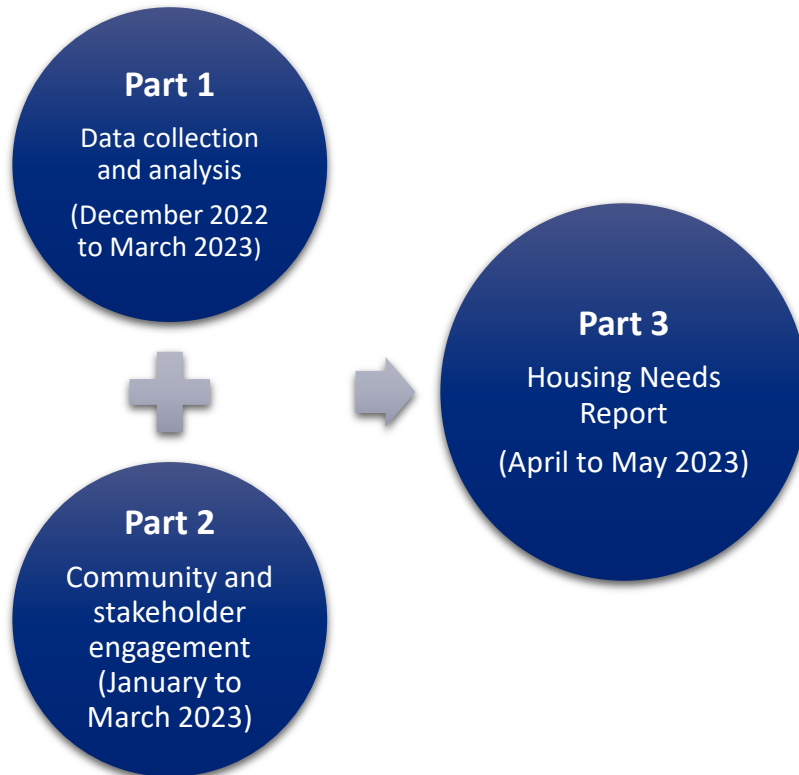 Part 1
Data collection
and analysis
(December 2022
to March 2023)
Part 2
Community and
stakeholder
engagement
(January to
March 2023)
Part 3
Housing Needs
Report
(April to May 2023)